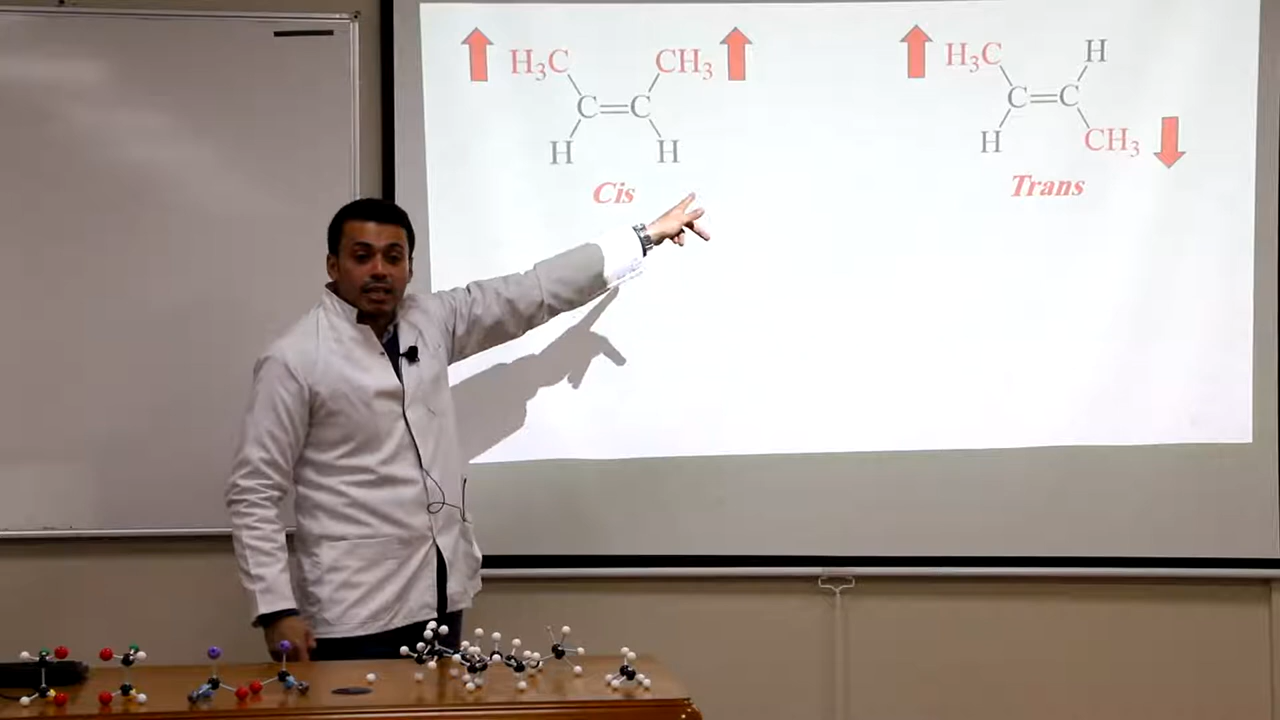 H₃C CH₃
C=C
H H
Cis
H₃C H
C=C
H CH₃
Trans